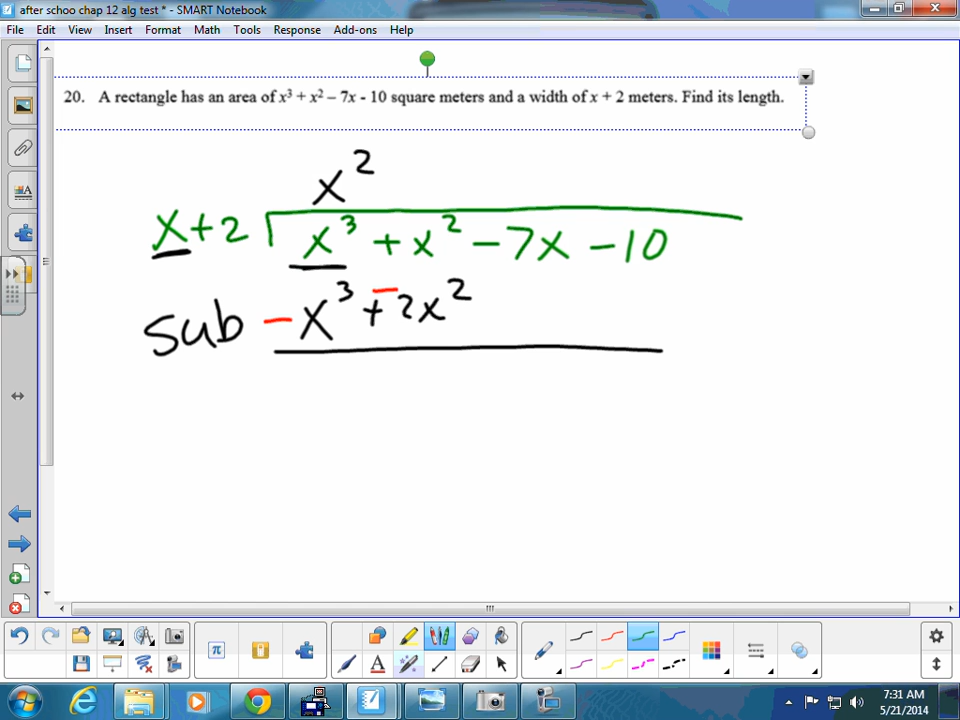 after schoo chap 12 alg test * - SMART Notebook
File Edit View Insert Format Math Tools Response Add-ons Help
20. A rectangle has an area of x³ + x² – 7x - 10 square meters and a width of x + 2 meters. Find its length.
x²
x+2 x³ + x² - 7x - 10
sub - x³ + 2x²
π A
7:31 AM
5/21/2014